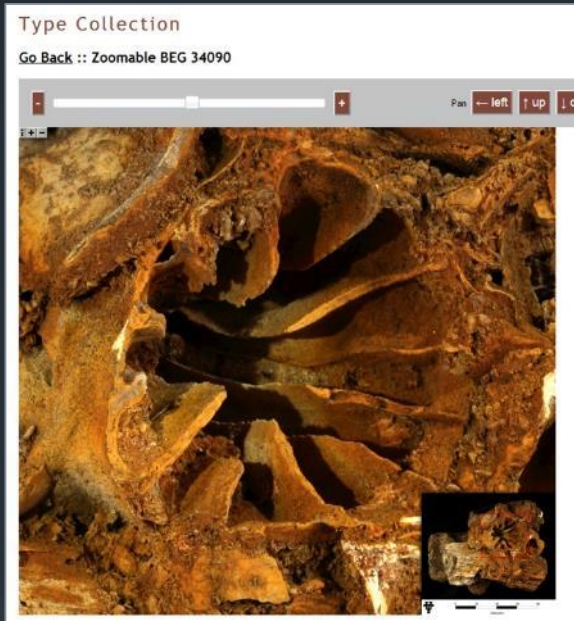 Type Collection
Go Back :: Zoomable BEG 34090
- + Pan ← left ↑ up
+ −